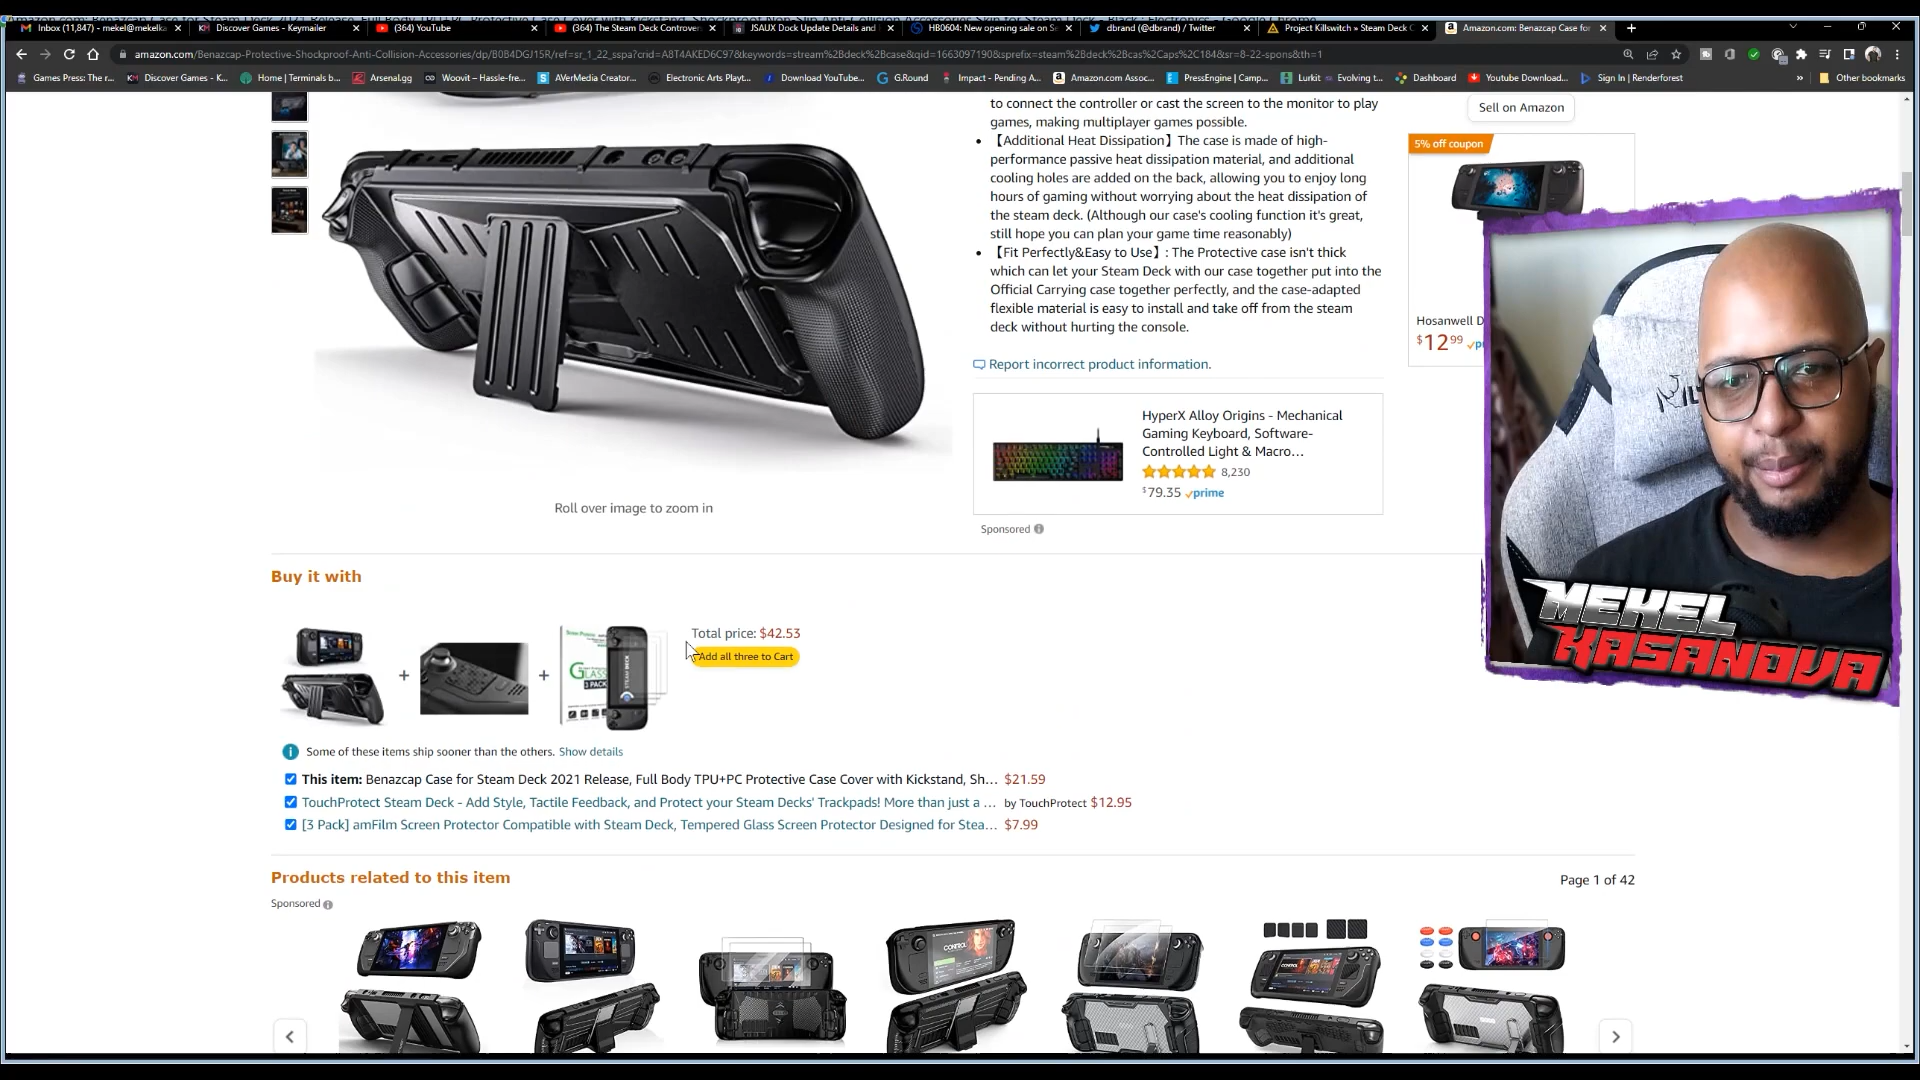 Inbox (11,847) - mekel@mekelka
Discover Games - Keymailer
(364) YouTube
(364) The Steam Deck Controvers
JSAUX Dock Update Details and
HB0604: New opening sale on Se
dbrand (@dbrand) / Twitter
Project Killswitch » Steam Deck C
Amazon.com: Benazcap Case for
amazon.com/Benazcap-Protective-Shockproof-Anti-Collision-Accessories/dp/B0B4DGJ15R/ref=sr_1_22_sspa?crid=A8T4AKED6C97&keywords=stream%2Bdeck%2Bcase&qid=1663097190&sprefix=steam%2Bdeck%2Bcas%2Caps%2C184&sr=8-22-spons&th=1
Games Press: The r...
Discover Games - K...
Home | Terminals b...
Arsenal.gg
Woovit – Hassle-fre...
AVerMedia Creator...
Electronic Arts Playt...
Download YouTube...
G.Round
Impact - Pending A...
Amazon.com Assoc...
PressEngine | Camp...
Lurkit - Evolving t...
Dashboard
Youtube Download...
Sign In | Renderforest
»
Other bookmarks
to connect the controller or cast the screen to the monitor to play
games, making multiplayer games possible.
• 【Additional Heat Dissipation】The case is made of high-
performance passive heat dissipation material, and additional
cooling holes are added on the back, allowing you to enjoy long
hours of gaming without worrying about the heat dissipation of
the steam deck. (Although our case's cooling function it's great,
still hope you can plan your game time reasonably)
• 【Fit Perfectly&Easy to Use】: The Protective case isn't thick
which can let your Steam Deck with our case together put into the
Official Carrying case together perfectly, and the case-adapted
flexible material is easy to install and take off from the steam
deck without hurting the console.
Report incorrect product information.
HyperX Alloy Origins - Mechanical
Gaming Keyboard, Software-
Controlled Light & Macro...
8,230
$79.35 prime
Sponsored
Sell on Amazon
5% off coupon
Hosanwell D
$12.99
MEKEL
KASANOVA
Roll over image to zoom in
Buy it with
Total price: $42.53
Add all three to Cart
+
+
Some of these items ship sooner than the others. Show details
This item: Benazcap Case for Steam Deck 2021 Release, Full Body TPU+PC Protective Case Cover with Kickstand, Sh... $21.59
TouchProtect Steam Deck - Add Style, Tactile Feedback, and Protect your Steam Decks' Trackpads! More than just a ... by TouchProtect $12.95
[3 Pack] amFilm Screen Protector Compatible with Steam Deck, Tempered Glass Screen Protector Designed for Stea... $7.99
Products related to this item
Page 1 of 42
Sponsored